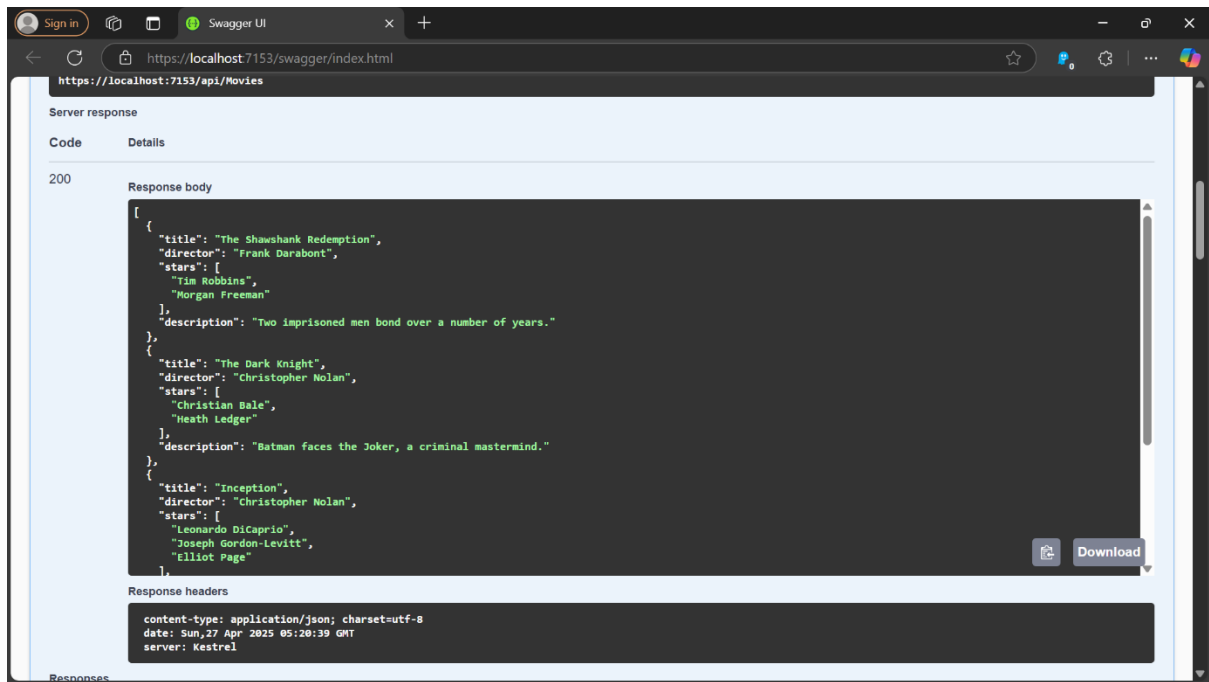 Sign in
Swagger UI
https://localhost:7153/swagger/index.html
0
https://localhost:7153/api/Movies
Server response
Code Details
200
Response body
[
  {
    "title": "The Shawshank Redemption",
    "director": "Frank Darabont",
    "stars": [
      "Tim Robbins",
      "Morgan Freeman"
    ],
    "description": "Two imprisoned men bond over a number of years."
  },
  {
    "title": "The Dark Knight",
    "director": "Christopher Nolan",
    "stars": [
      "Christian Bale",
      "Heath Ledger"
    ],
    "description": "Batman faces the Joker, a criminal mastermind."
  },
  {
    "title": "Inception",
    "director": "Christopher Nolan",
    "stars": [
      "Leonardo DiCaprio",
      "Joseph Gordon-Levitt",
      "Elliot Page"
    ],
Download
Response headers
content-type: application/json; charset=utf-8
date: Sun,27 Apr 2025 05:20:39 GMT
server: Kestrel
Responses